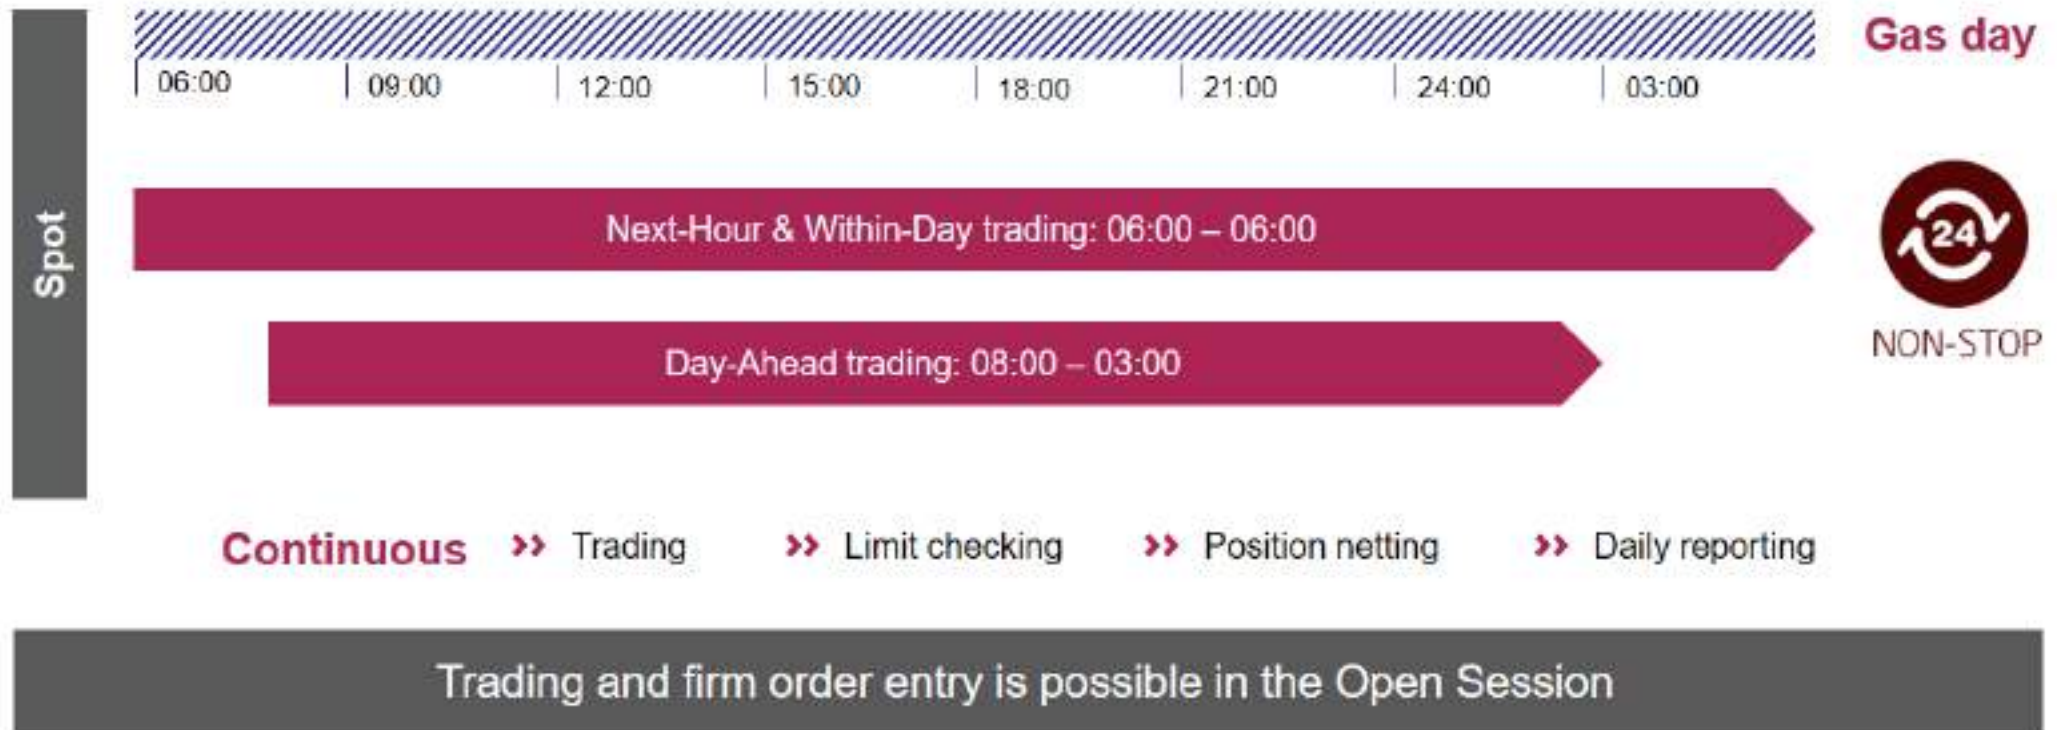 Gas day
06:00 09:00 12:00 15:00 18:00 21:00 24:00 03:00
Spot
Next-Hour & Within-Day trading: 06:00 – 06:00
24
NON-STOP
Day-Ahead trading: 08:00 – 03:00
Continuous >> Trading >> Limit checking >> Position netting >> Daily reporting
Trading and firm order entry is possible in the Open Session